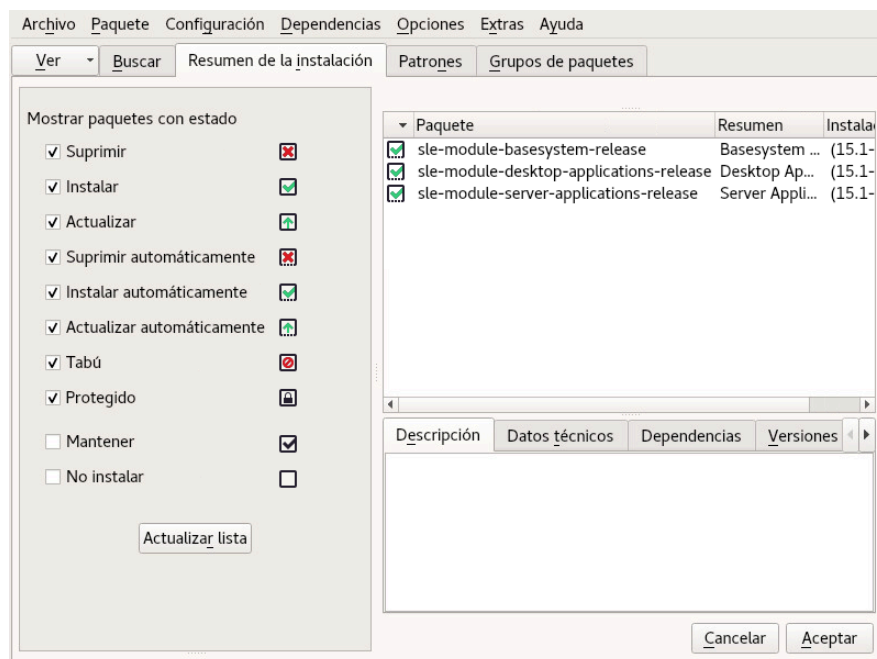 Archivo Paquete Configuración Dependencias Opciones Extras Ayuda
Ver Buscar Resumen de la instalación Patrones Grupos de paquetes
Mostrar paquetes con estado
Suprimir
Instalar
Actualizar
Suprimir automáticamente
Instalar automáticamente
Actualizar automáticamente
Tabú
Protegido
Mantener
No instalar
Actualizar lista
Paquete Resumen Instala
sle-module-basesystem-release Basesystem ... (15.1-
sle-module-desktop-applications-release Desktop Ap... (15.1-
sle-module-server-applications-release Server Appli... (15.1-
Descripción Datos técnicos Dependencias Versiones
Cancelar Aceptar